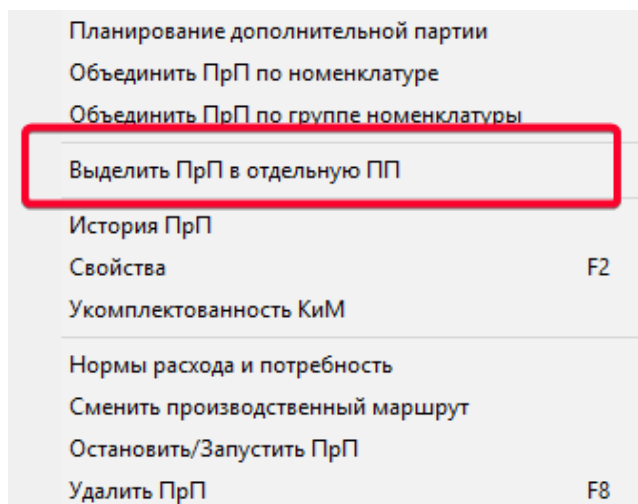 Планирование дополнительной партии
Объединить ПрП по номенклатуре
Объединить ПрП по группе номенклатуры
Выделить ПрП в отдельную ПП
История ПрП
Свойства F2
Укомплектованность КиМ
Нормы расхода и потребность
Сменить производственный маршрут
Остановить/Запустить ПрП
Удалить ПрП F8